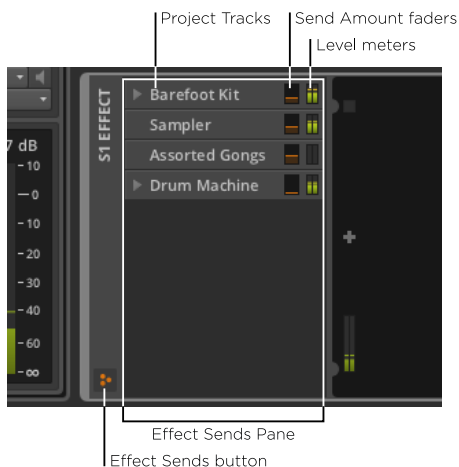 Project Tracks
Send Amount faders
Level meters
S1 EFFECT
Barefoot Kit
Sampler
Assorted Gongs
Drum Machine
7 dB
-10
-0
-10
-20
-30
-40
-60
-∞
Effect Sends Pane
Effect Sends button